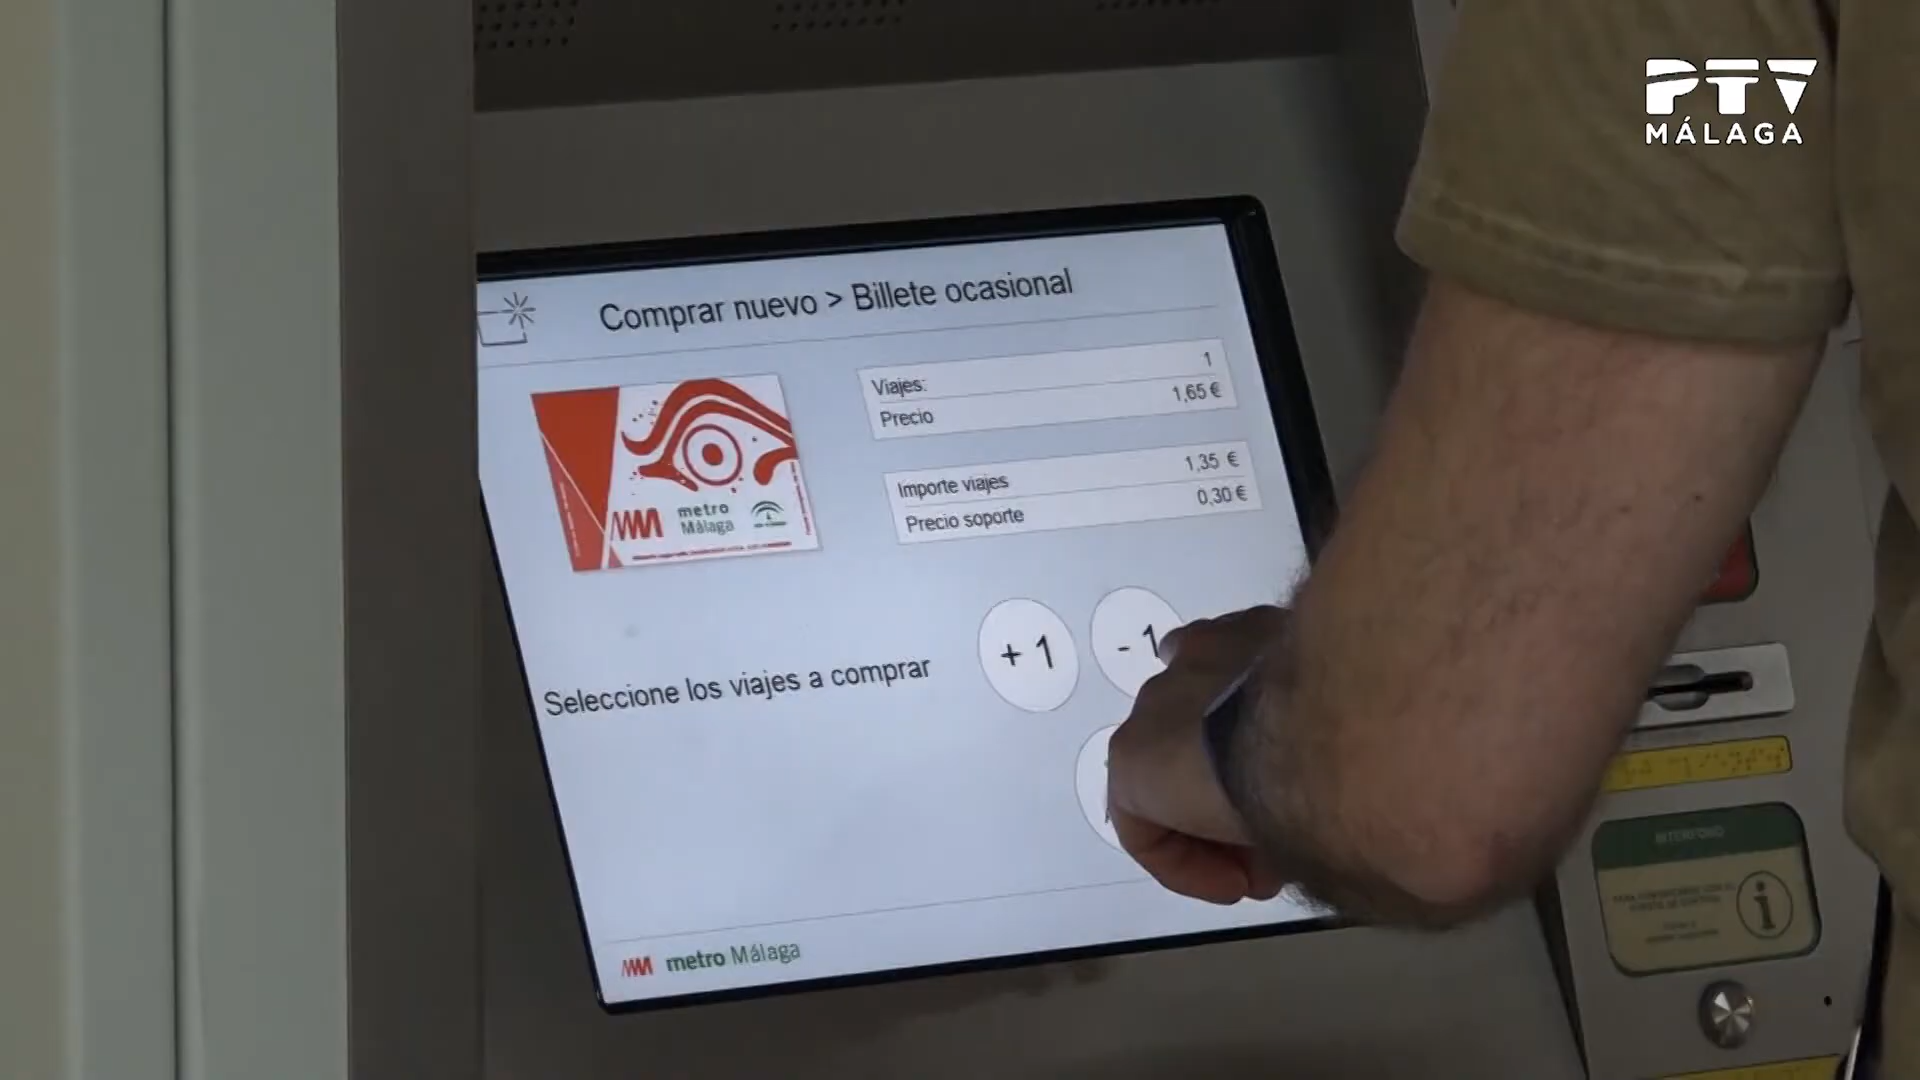 PTV
MÁLAGA
Comprar nuevo > Billete ocasional
Viajes: 1
Precio 1,65 €
Importe viajes 1,35 €
Precio soporte 0,30 €
metro
Málaga
+ 1
- 1
Seleccione los viajes a comprar
metro Málaga
INTERFONO